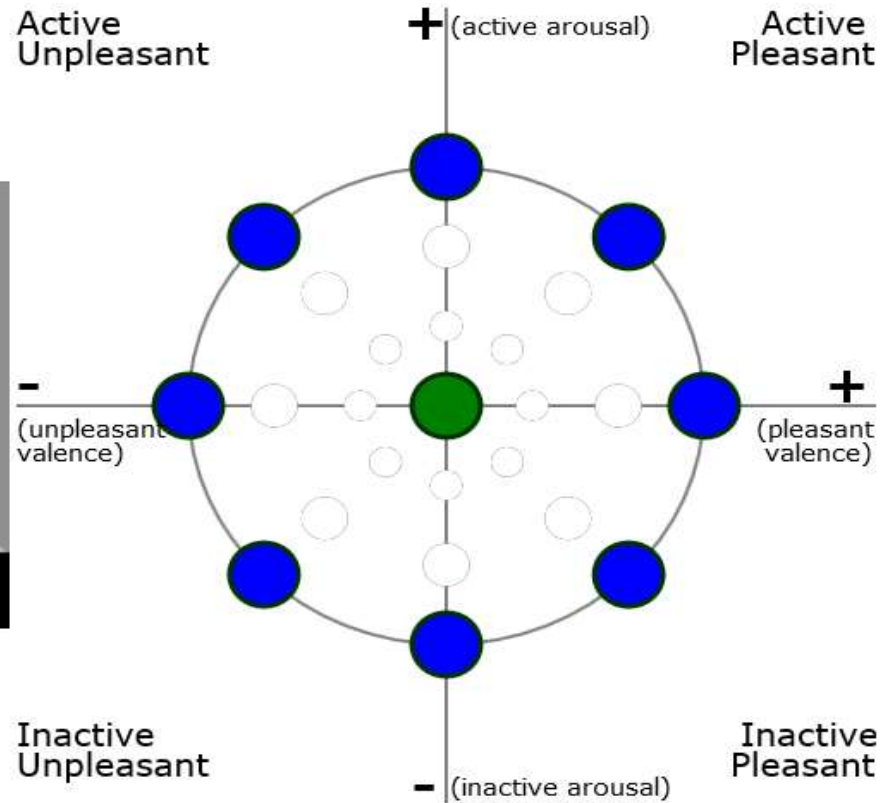 Active
Unpleasant
+ (active arousal)
Active
Pleasant
-
(unpleasant
valence)
+
(pleasant
valence)
Inactive
Unpleasant
- (inactive arousal)
Inactive
Pleasant